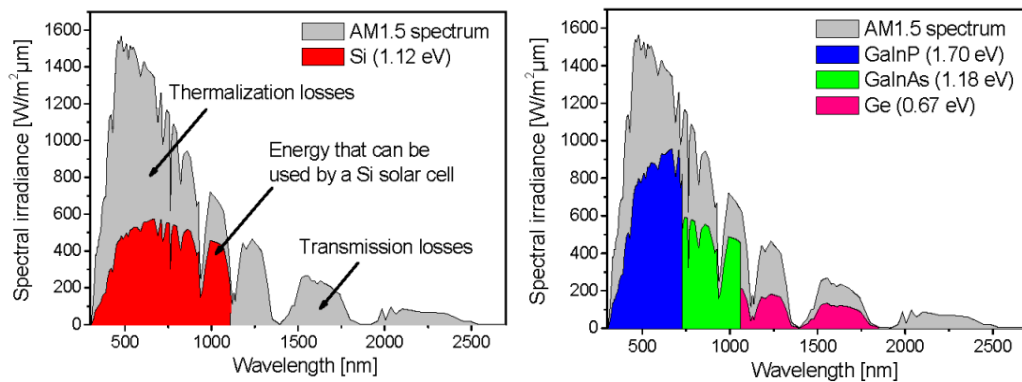 1600
1400
1200
1000
800
600
400
200
0
Spectral irradiance [W/m²µm]
AM1.5 spectrum
Si (1.12 eV)
Thermalization losses
Energy that can be
used by a Si solar cell
Transmission losses
500 1000 1500 2000 2500
Wavelength [nm]
1600
1400
1200
1000
800
600
400
200
0
Spectral irradiance [W/m²µm]
AM1.5 spectrum
GaInP (1.70 eV)
GaInAs (1.18 eV)
Ge (0.67 eV)
500 1000 1500 2000 2500
Wavelength [nm]